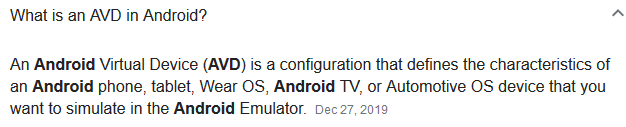 What is an AVD in Android?
An Android Virtual Device (AVD) is a configuration that defines the characteristics of
an Android phone, tablet, Wear OS, Android TV, or Automotive OS device that you
want to simulate in the Android Emulator. Dec 27, 2019